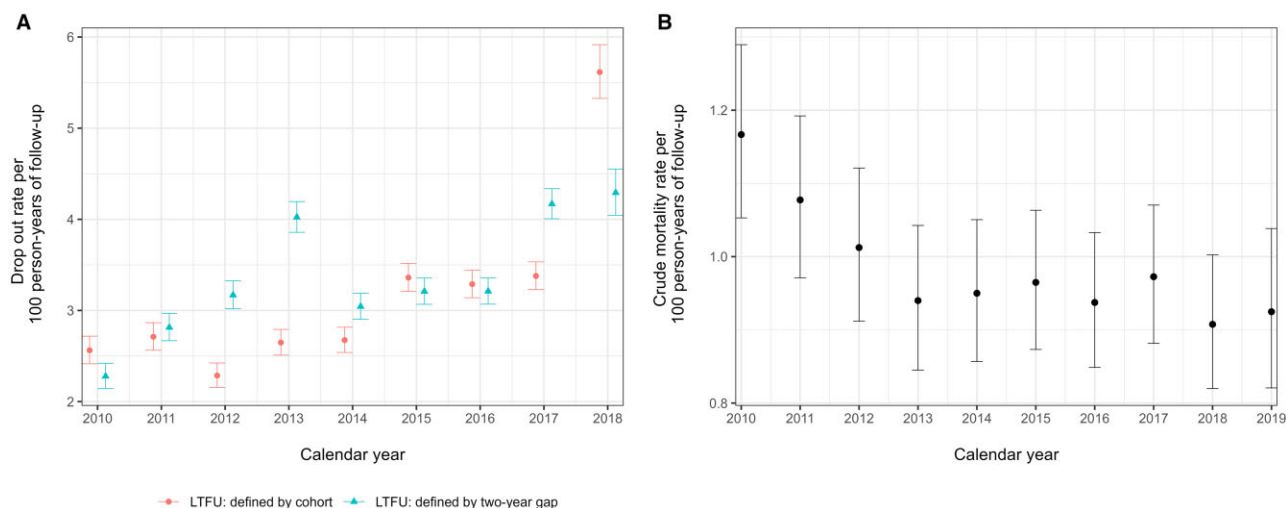 A
Drop out rate per
100 person-years of follow-up
6
5
4
3
2
2010 2011 2012 2013 2014 2015 2016 2017 2018
Calendar year
LTFU: defined by cohort LTFU: defined by two-year gap
B
Crude mortality rate per
100 person-years of follow-up
1.2
1.0
0.8
2010 2011 2012 2013 2014 2015 2016 2017 2018 2019
Calendar year